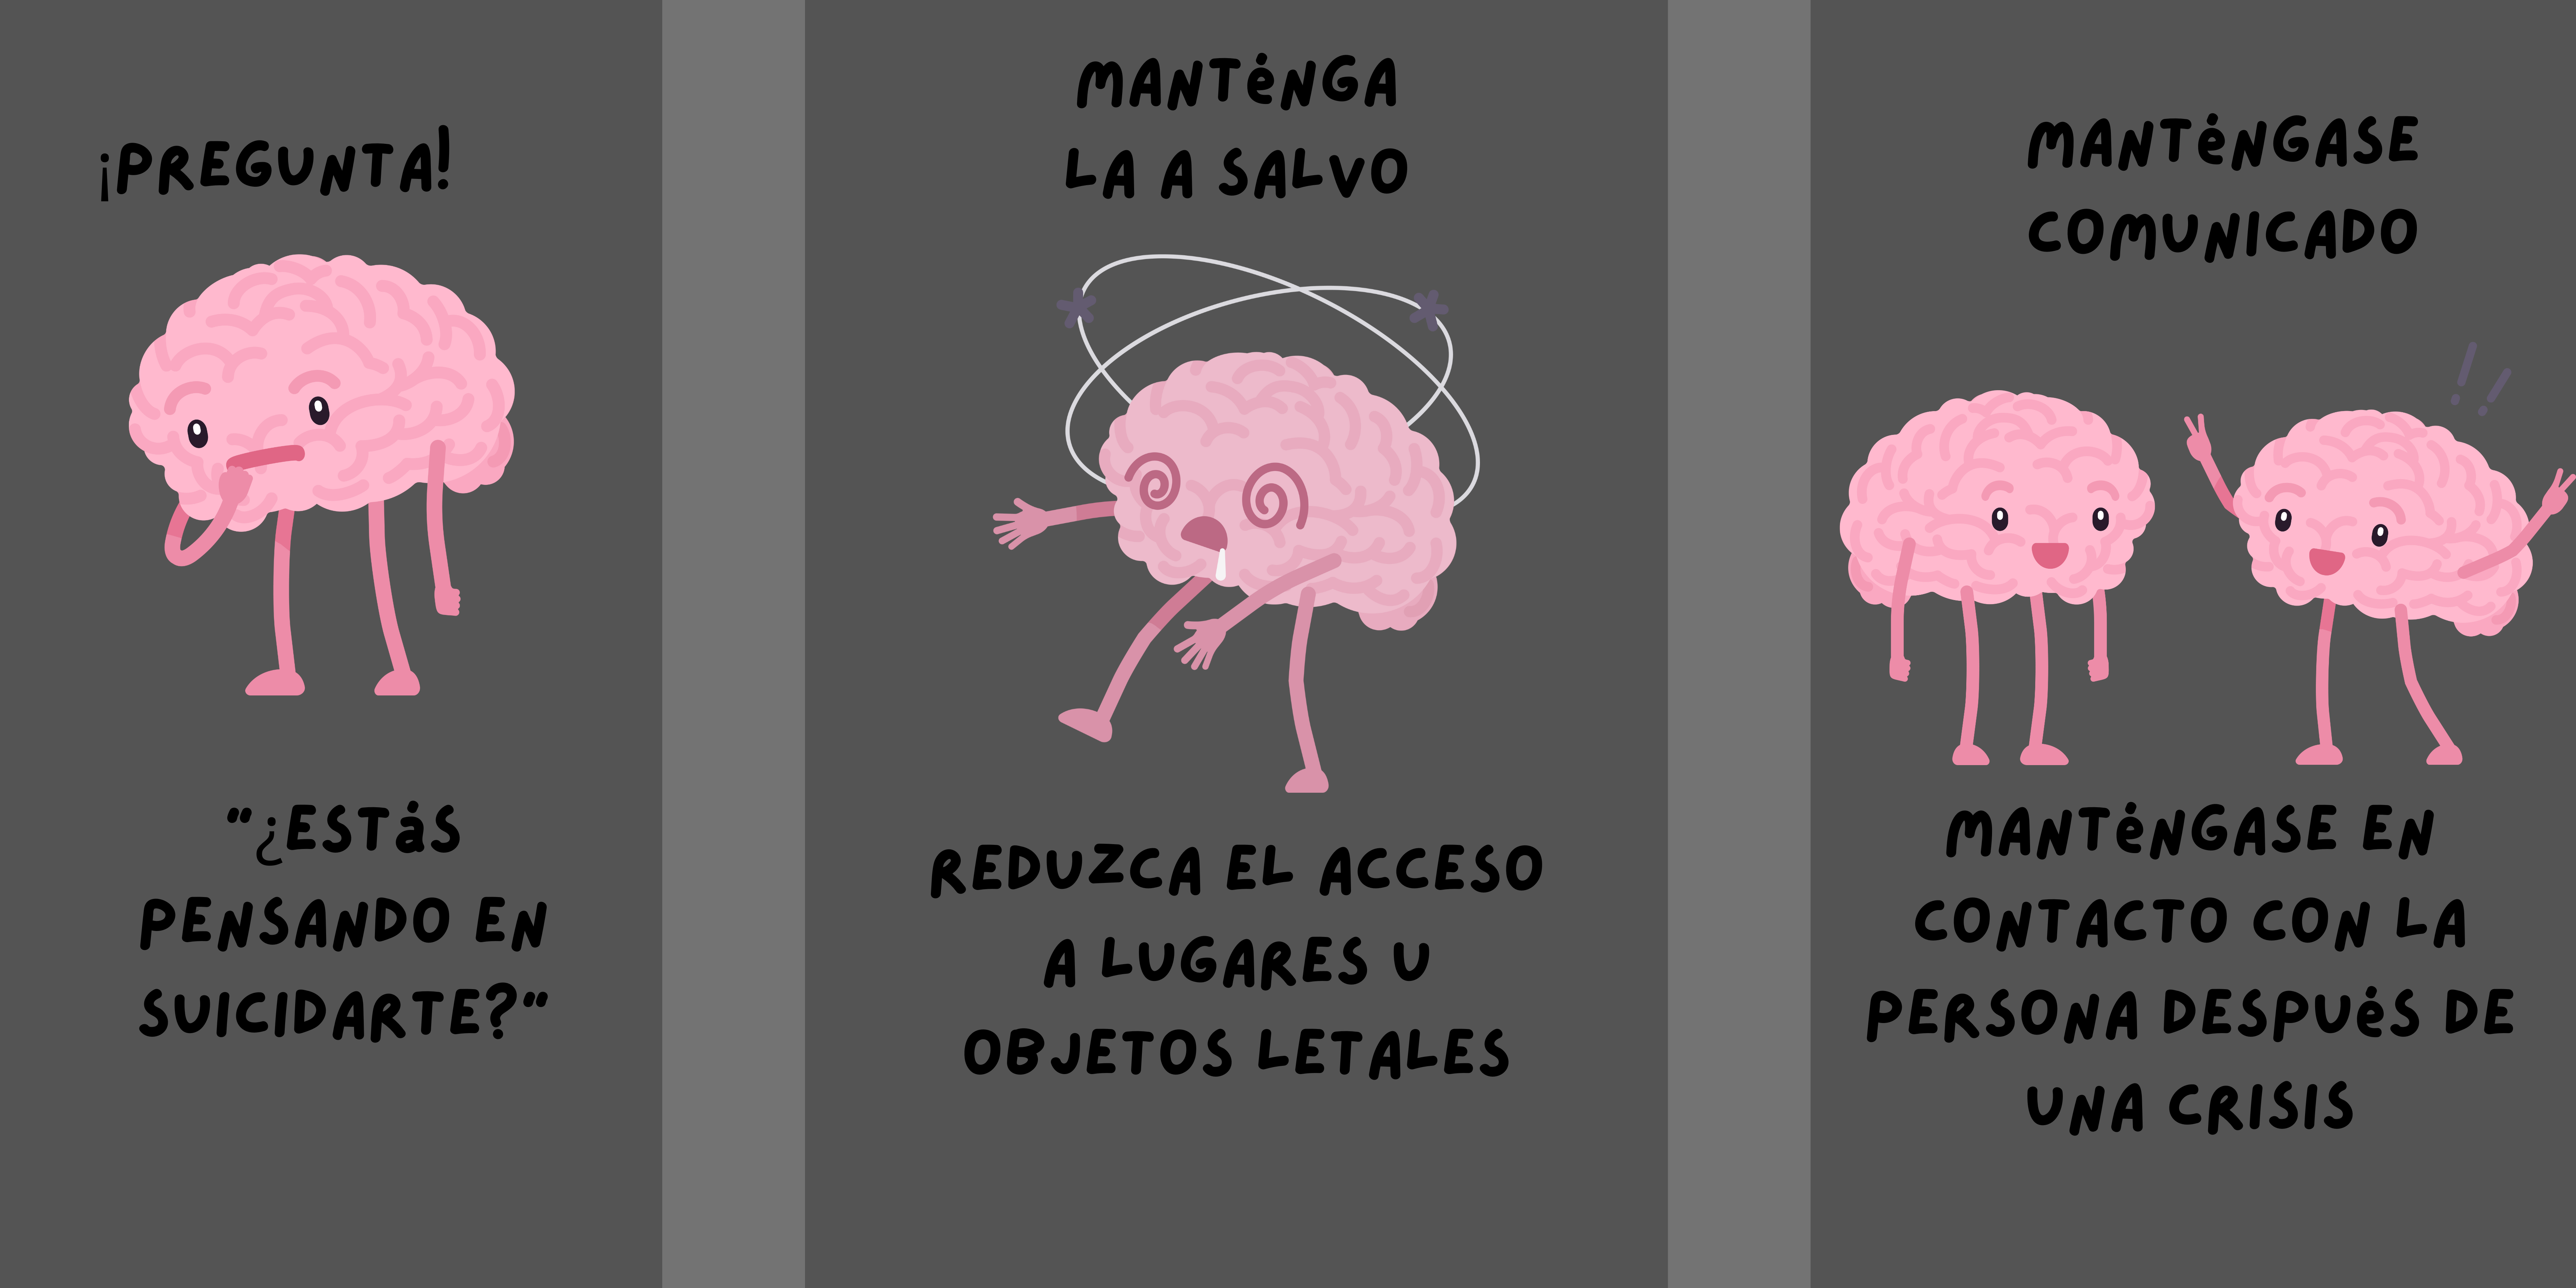 ¡PREGUNTA!
"¿ESTáS
PENSANDO EN
SUICIDARTE?"
MANTéNGA
LA A SALVO
REDUZCA EL ACCESO
A LUGARES U
OBJETOS LETALES
MANTéNGASE
COMUNICADO
MANTéNGASE EN
CONTACTO CON LA
PERSONA DESPUéS DE
UNA CRISIS